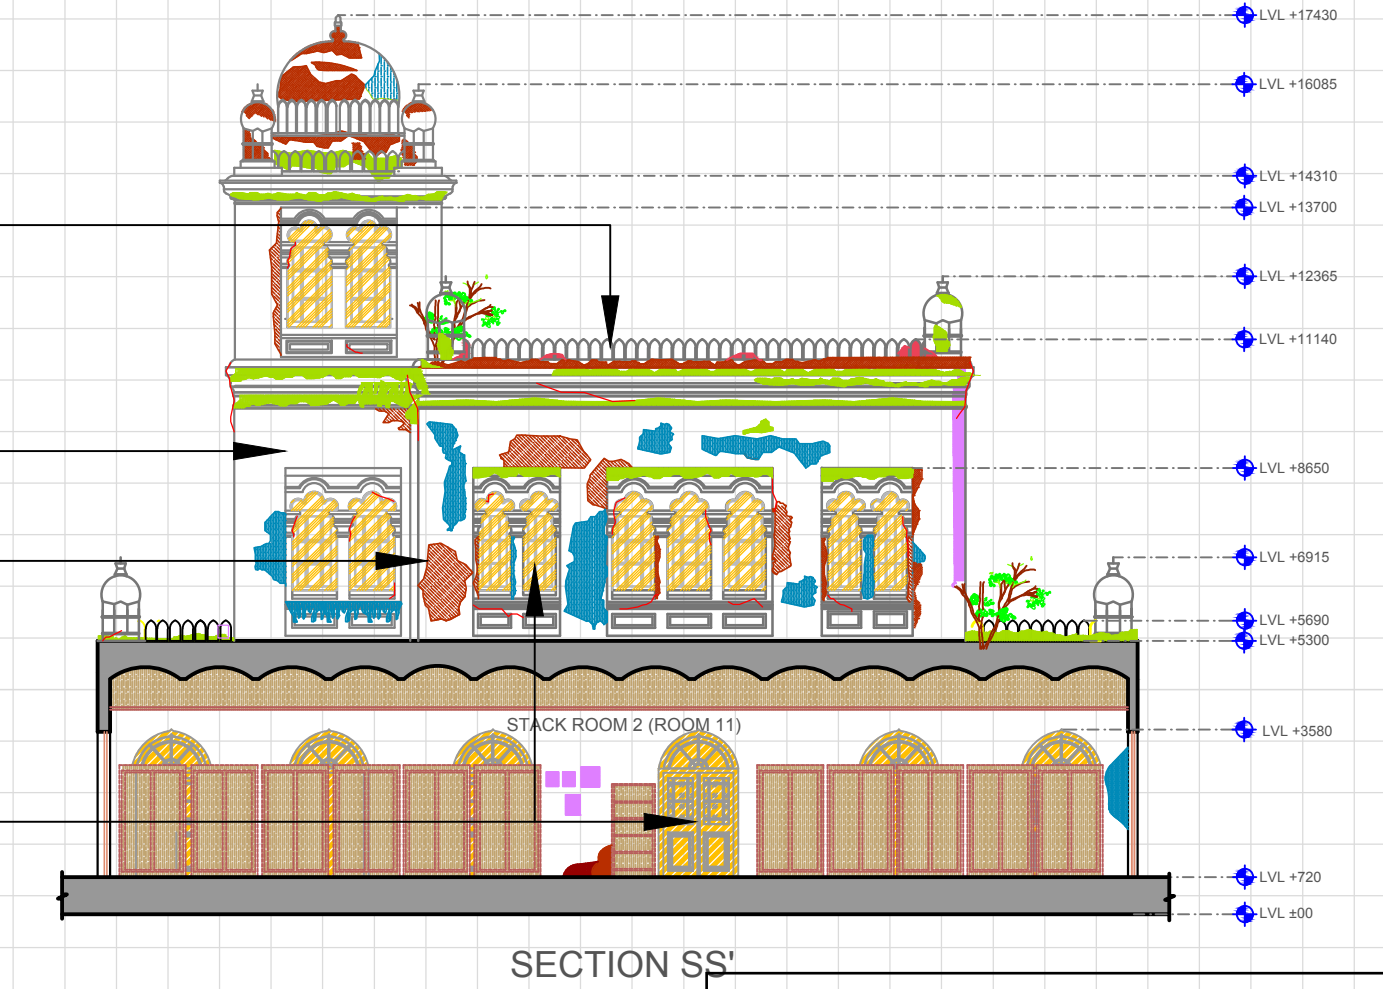 LVL +17430
LVL +16085
LVL +14310
LVL +13700
LVL +12365
LVL +11140
LVL +8650
LVL +6915
LVL +5690
LVL +5300
STACK ROOM 2 (ROOM 11)
LVL +3580
LVL +720
LVL ±00
SECTION SS'